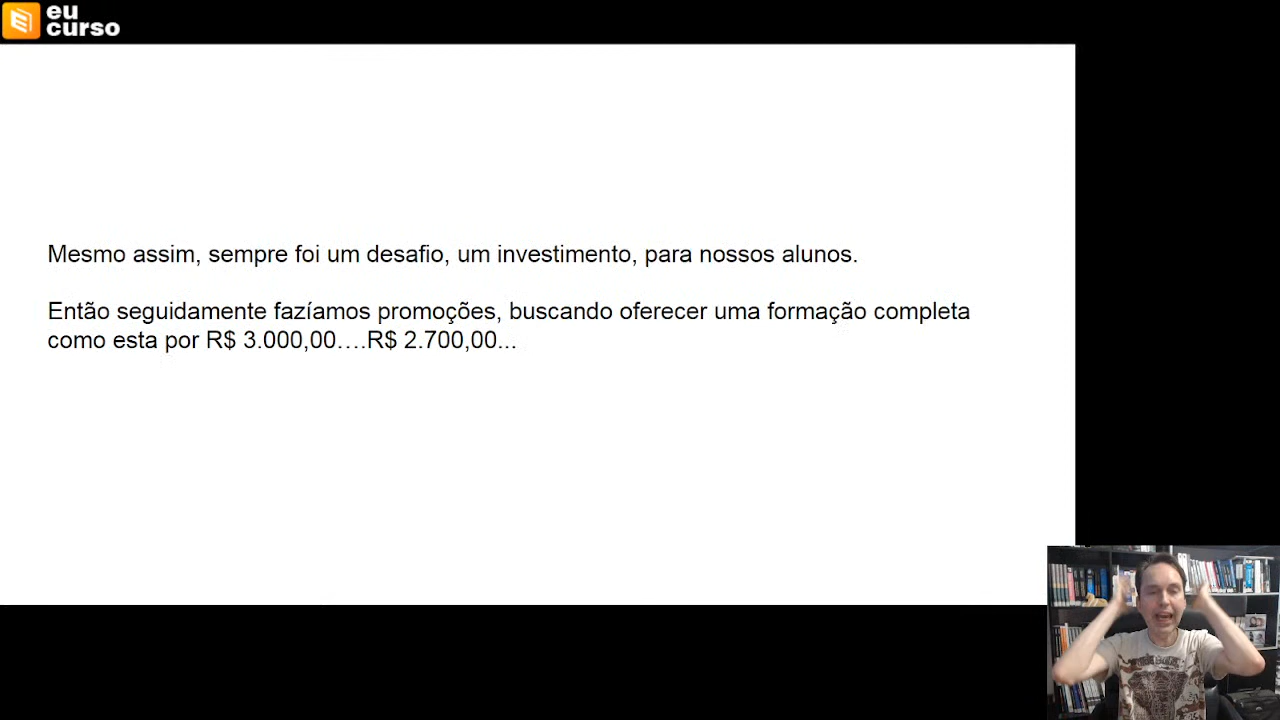 eu
curso
Mesmo assim, sempre foi um desafio, um investimento, para nossos alunos.
Então seguidamente fazíamos promoções, buscando oferecer uma formação completa
como esta por R$ 3.000,00….R$ 2.700,00...